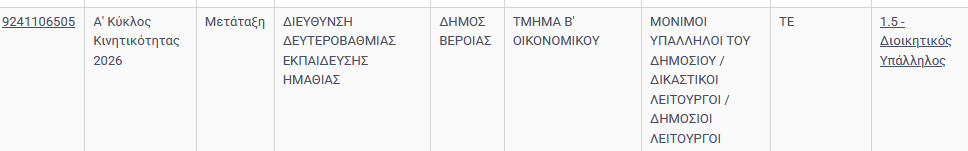 9241106505
Α' Κύκλος
Κινητικότητας
2026
Μετάταξη
ΔΙΕΥΘΥΝΣΗ
ΔΕΥΤΕΡΟΒΑΘΜΙΑΣ
ΕΚΠΑΙΔΕΥΣΗΣ
ΗΜΑΘΙΑΣ
ΔΗΜΟΣ
ΒΕΡΟΙΑΣ
ΤΜΗΜΑ Β'
ΟΙΚΟΝΟΜΙΚΟΥ
ΜΟΝΙΜΟΙ
ΥΠΑΛΛΗΛΟΙ ΤΟΥ
ΔΗΜΟΣΙΟΥ /
ΔΙΚΑΣΤΙΚΟΙ
ΛΕΙΤΟΥΡΓΟΙ /
ΔΗΜΟΣΙΟΙ
ΛΕΙΤΟΥΡΓΟΙ
ΤΕ
1.5 -
Διοικητικός
Υπάλληλος